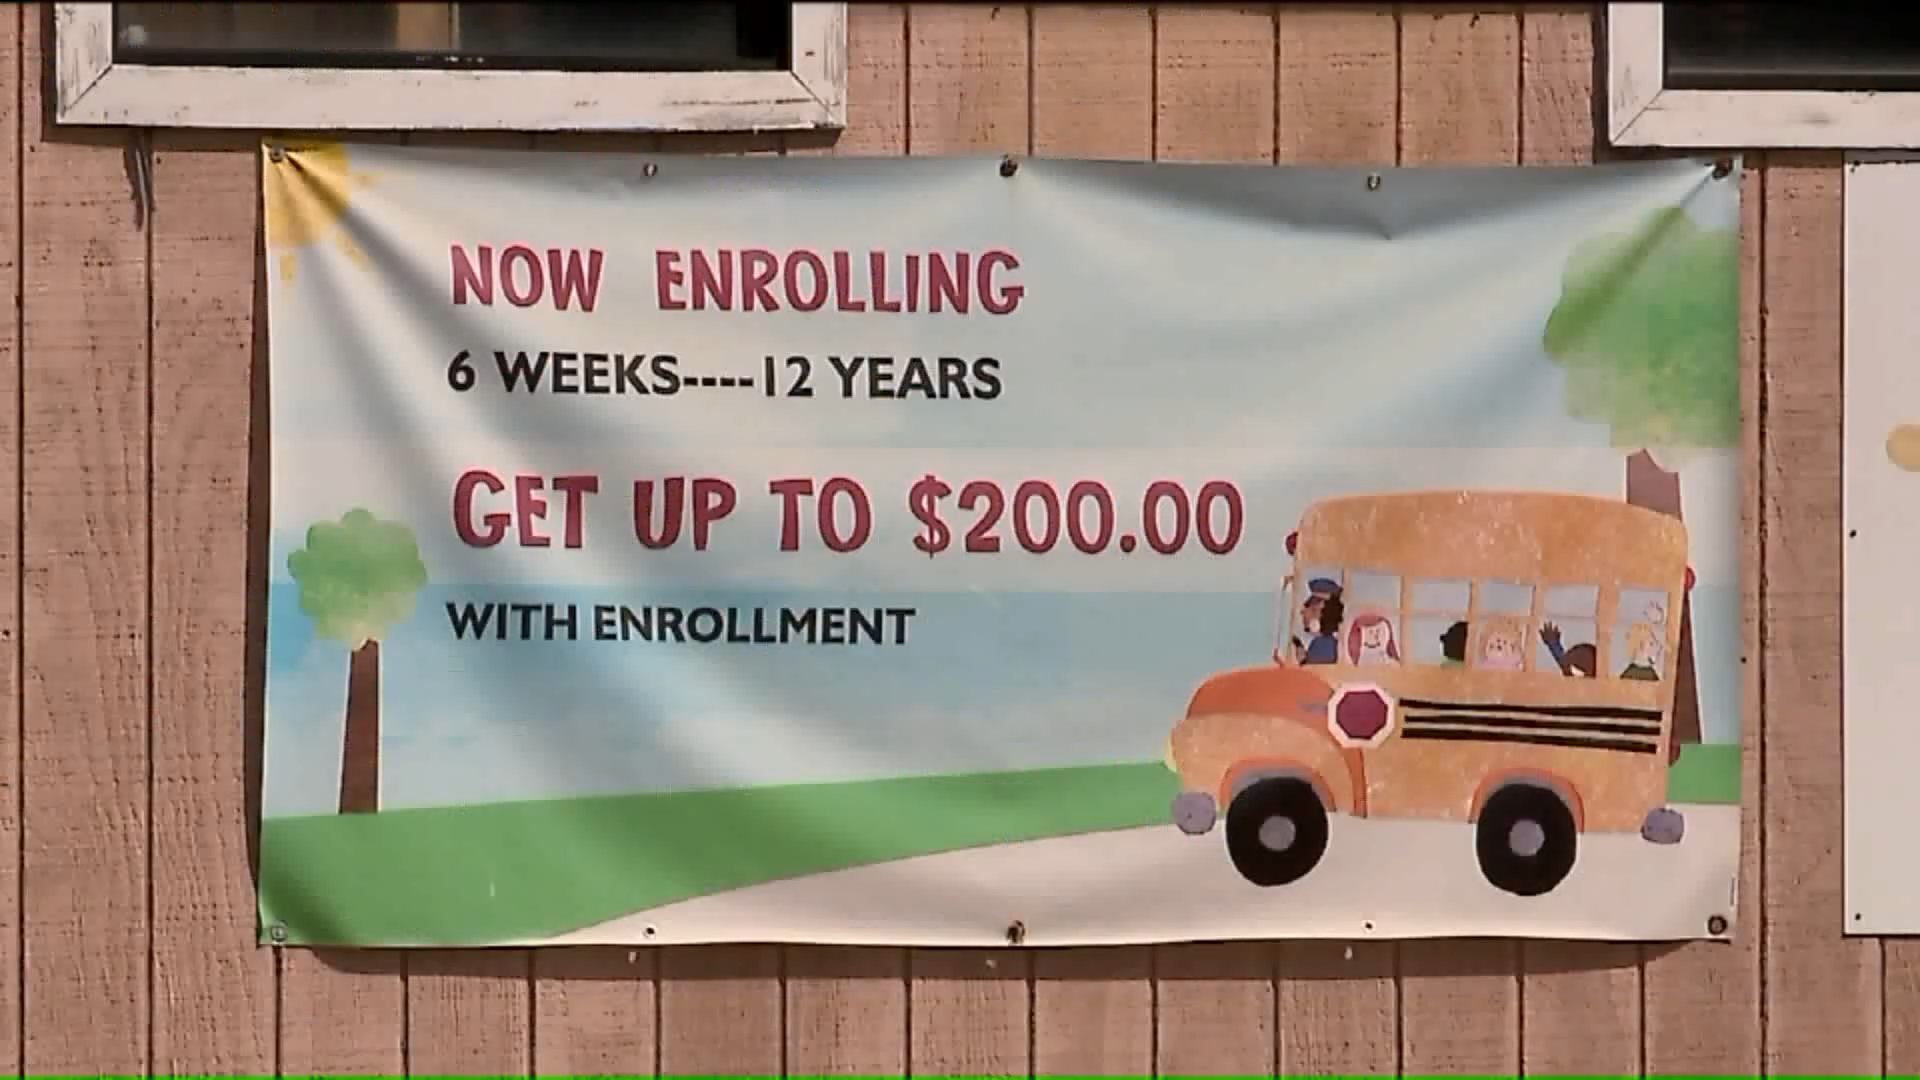 NOW ENROLLING
6 WEEKS----12 YEARS
GET UP TO $200.00
WITH ENROLLMENT